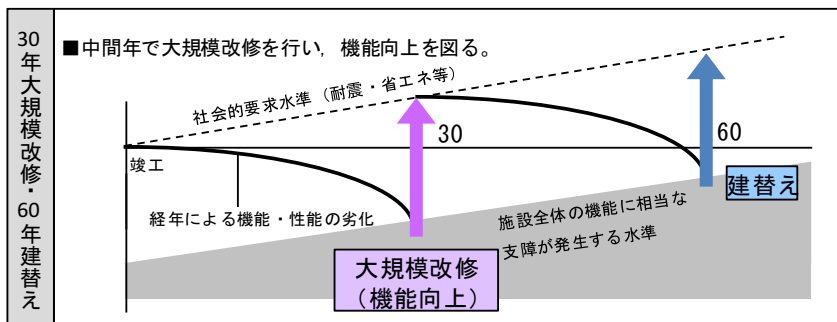 30年大規模改修・60年建替え
■中間年で大規模改修を行い，機能向上を図る。
社会的要求水準（耐震・省エネ等）
30
60
竣工
建替え
経年による機能・性能の劣化
施設全体の機能に相当な
支障が発生する水準
大規模改修
（機能向上）